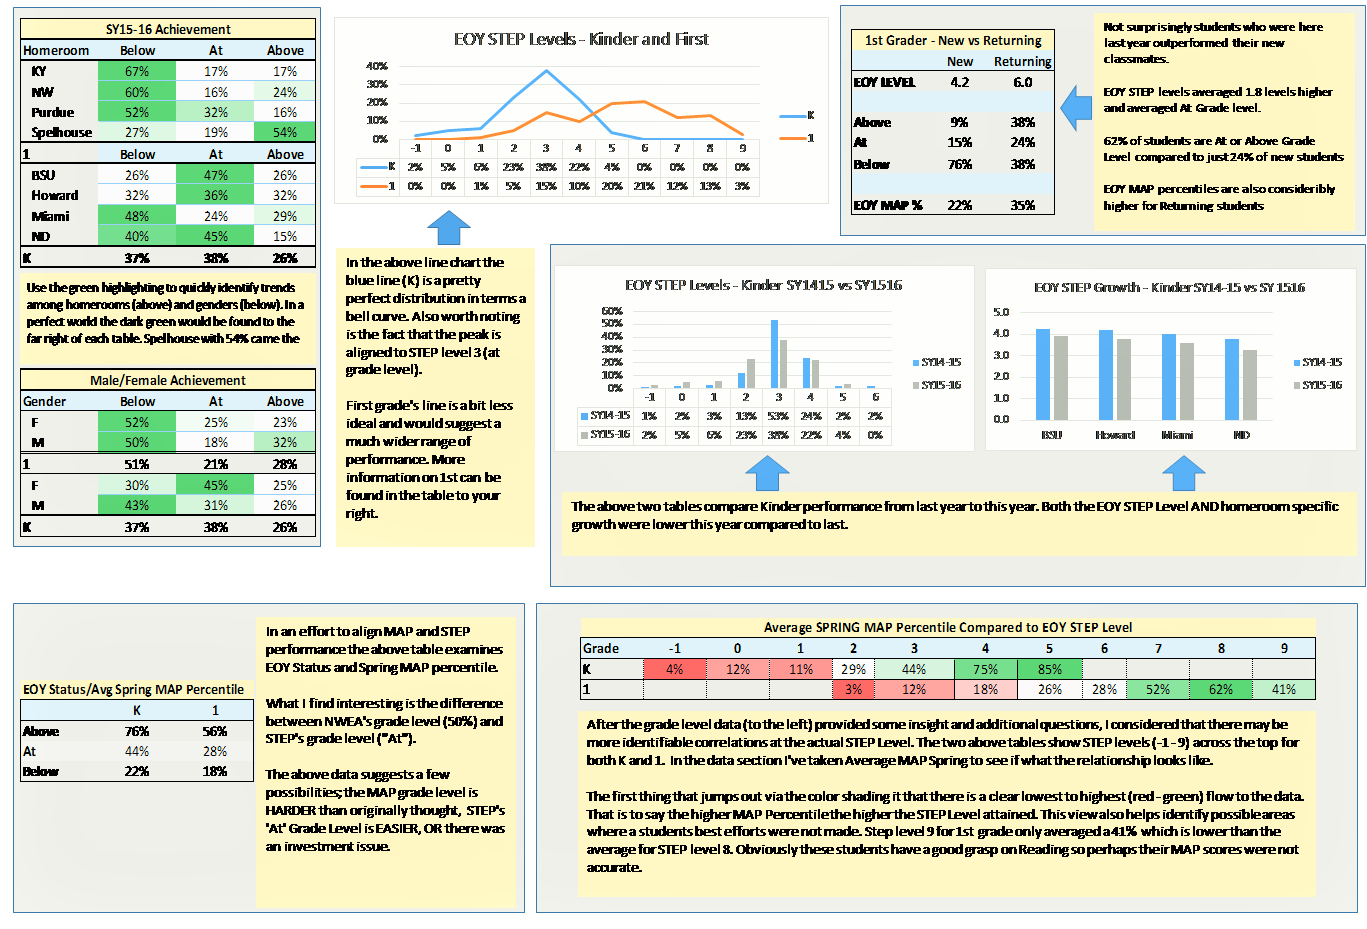 SY15-16 Achievement
Homeroom Below At Above
KY 67% 17% 17%
NW 60% 16% 24%
Purdue 52% 32% 16%
Spelhouse 27% 19% 54%
1 Below At Above
BSU 26% 47% 26%
Howard 32% 36% 32%
Miami 48% 24% 29%
ND 40% 45% 15%
K 37% 38% 26%
Use the green highlighting to quickly identify trends
among homerooms (above) and genders (below). In a
perfect world the dark green would be found to the
far right of each table. Spelhouse with 54% came the
Male/Female Achievement
Gender Below At Above
F 52% 25% 23%
M 50% 18% 32%
1 51% 21% 28%
F 30% 45% 25%
M 43% 31% 26%
K 37% 38% 26%
EOY STEP Levels - Kinder and First
40%
30%
20%
10%
0%
-1 0 1 2 3 4 5 6 7 8 9
K 2% 5% 6% 23% 38% 22% 4% 0% 0% 0% 0%
1 0% 0% 1% 5% 15% 10% 20% 21% 12% 13% 3%
K
1
In the above line chart the
blue line (K) is a pretty
perfect distribution in terms a
bell curve. Also worth noting
is the fact that the peak is
aligned to STEP level 3 (at
grade level).
First grade's line is a bit less
ideal and would suggest a
much wider range of
performance. More
information on 1st can be
found in the table to your
right.
1st Grader - New vs Returning
New Returning
EOY LEVEL 4.2 6.0
Above 9% 38%
At 15% 24%
Below 76% 38%
EOY MAP % 22% 35%
Not surprisingly students who were here
last year outperformed their new
classmates.
EOY STEP levels averaged 1.8 levels higher
and averaged At Grade level.
62% of students are At or Above Grade
Level compared to just 24% of new students
EOY MAP percentiles are also consideribly
higher for Returning students
EOY STEP Levels - Kinder SY1415 vs SY1516
60%
50%
40%
30%
20%
10%
0%
-1 0 1 2 3 4 5 6
SY14-15 1% 2% 3% 13% 53% 24% 2% 2%
SY15-16 2% 5% 6% 23% 38% 22% 4% 0%
SY14-15
SY15-16
EOY STEP Growth - Kinder SY14-15 vs SY 1516
5.0
4.0
3.0
2.0
1.0
0.0
BSU Howard Miami ND
SY14-15
SY15-16
The above two tables compare Kinder performance from last year to this year. Both the EOY STEP Level AND homeroom specific
growth were lower this year compared to last.
EOY Status/Avg Spring MAP Percentile
K 1
Above 76% 56%
At 44% 28%
Below 22% 18%
In an effort to align MAP and STEP
performance the above table examines
EOY Status and Spring MAP percentile.
What I find interesting is the difference
between NWEA's grade level (50%) and
STEP's grade level ("At").
The above data suggests a few
possibilities; the MAP grade level is
HARDER than originally thought, STEP's
'At' Grade Level is EASIER, OR there was
an investment issue.
Average SPRING MAP Percentile Compared to EOY STEP Level
Grade -1 0 1 2 3 4 5 6 7 8 9
K 4% 12% 11% 29% 44% 75% 85%
1 3% 12% 18% 26% 28% 52% 62% 41%
After the grade level data (to the left) provided some insight and additional questions, I considered that there may be
more identifiable correlations at the actual STEP Level. The two above tables show STEP levels (-1 - 9) across the top for
both K and 1. In the data section I've taken Average MAP Spring to see if what the relationship looks like.
The first thing that jumps out via the color shading it that there is a clear lowest to highest (red - green) flow to the data.
That is to say the higher MAP Percentile the higher the STEP Level attained. This view also helps identify possible areas
where a students best efforts were not made. Step level 9 for 1st grade only averaged a 41% which is lower than the
average for STEP level 8. Obviously these students have a good grasp on Reading so perhaps their MAP scores were not
accurate.